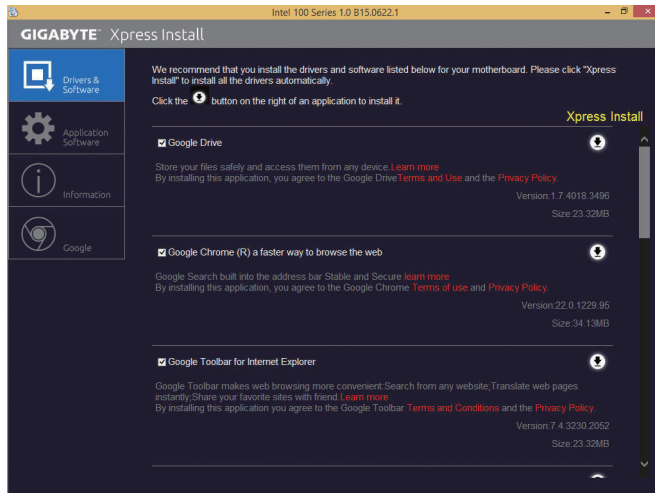 Intel 100 Series 1.0 B15.0622.1
GIGABYTE™ Xpress Install
Drivers &
Software
Application
Software
Information
Google
We recommend that you install the drivers and software listed below for your motherboard. Please click "Xpress
Install" to install all the drivers automatically.
Click the button on the right of an application to install it.
Xpress Install
Google Drive
Store your files safely and access them from any device.Learn more
By installing this application, you agree to the Google DriveTerms and Use and the Privacy Policy.
Version:1.7.4018.3496
Size:23.32MB
Google Chrome (R) a faster way to browse the web
Google Search built into the address bar Stable and Secure learn more
By installing this application, you agree to the Google Chrome Terms of use and Privacy Policy.
Version:22.0.1229.95
Size:34.13MB
Google Toolbar for Internet Explorer
Google Toolbar makes web browsing more convenient:Search from any website;Translate web pages
instantly;Share your favorite sites with friend.Learn more
By installing this application you agree to the Google Toolbar Terms and Conditions and the Privacy Policy.
Version:7.4.3230.2052
Size:23.32MB